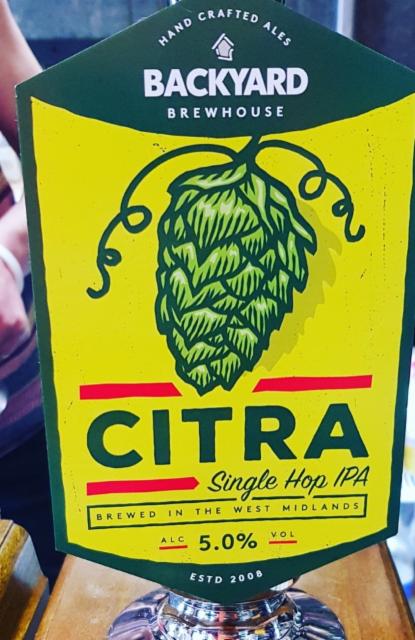 HAND CRAFTED ALES
BACKYARD
BREWHOUSE
CITRA
Single Hop IPA
BREWED IN THE WEST MIDLANDS
ALC 5.0% VOL
ESTD 2008